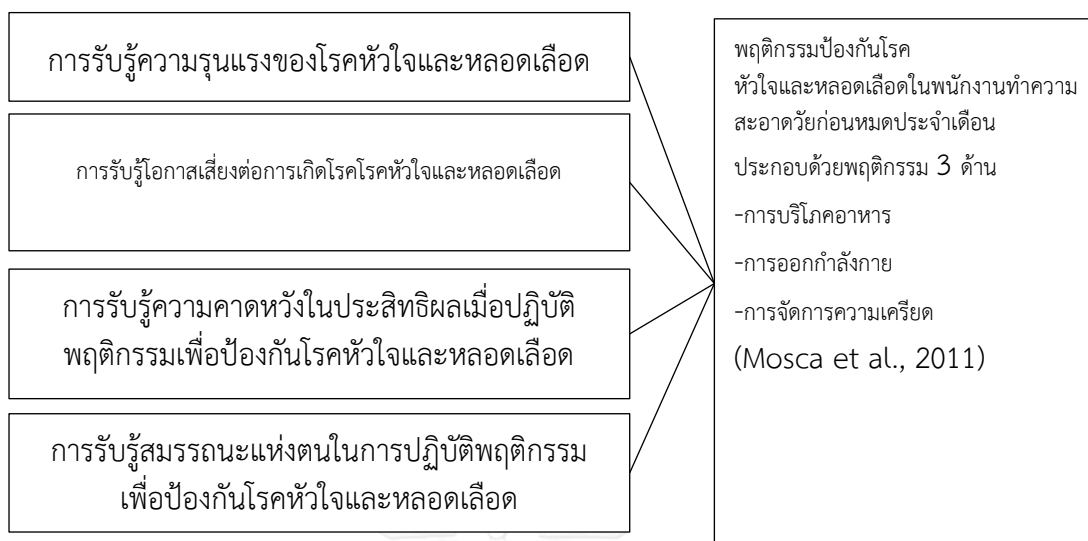 การรับรู้ความรุนแรงของโรคหัวใจและหลอดเลือด
การรับรู้โอกาสเสี่ยงต่อการเกิดโรคโรคหัวใจและหลอดเลือด
การรับรู้ความคาดหวังในประสิทธิผลเมื่อปฏิบัติ
พฤติกรรมเพื่อป้องกันโรคหัวใจและหลอดเลือด
การรับรู้สมรรถนะแห่งตนในการปฏิบัติพฤติกรรม
เพื่อป้องกันโรคหัวใจและหลอดเลือด
พฤติกรรมป้องกันโรค
หัวใจและหลอดเลือดในพนักงานทำความ
สะอาดวัยก่อนหมดประจำเดือน
ประกอบด้วยพฤติกรรม 3 ด้าน
-การบริโภคอาหาร
-การออกกำลังกาย
-การจัดการความเครียด
(Mosca et al., 2011)